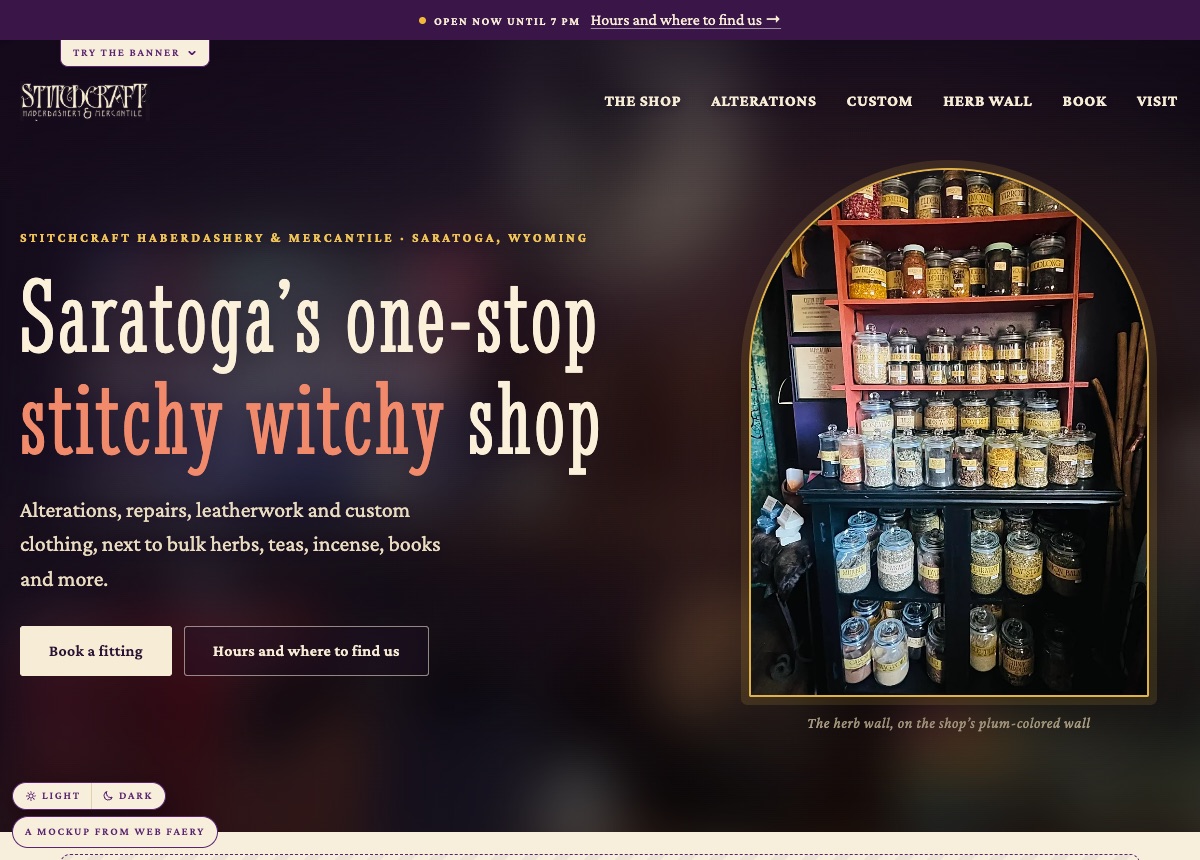 OPEN NOW UNTIL 7 PM Hours and where to find us →
TRY THE BANNER
STITCHCRAFT
HABERDASHERY & MERCANTILE
THE SHOP ALTERATIONS CUSTOM HERB WALL BOOK VISIT
STITCHCRAFT HABERDASHERY & MERCANTILE · SARATOGA, WYOMING
Saratoga’s one-stop
stitchy witchy shop
Alterations, repairs, leatherwork and custom
clothing, next to bulk herbs, teas, incense, books
and more.
Book a fitting Hours and where to find us
The herb wall, on the shop’s plum-colored wall
LIGHT DARK
A MOCKUP FROM WEB FAERY